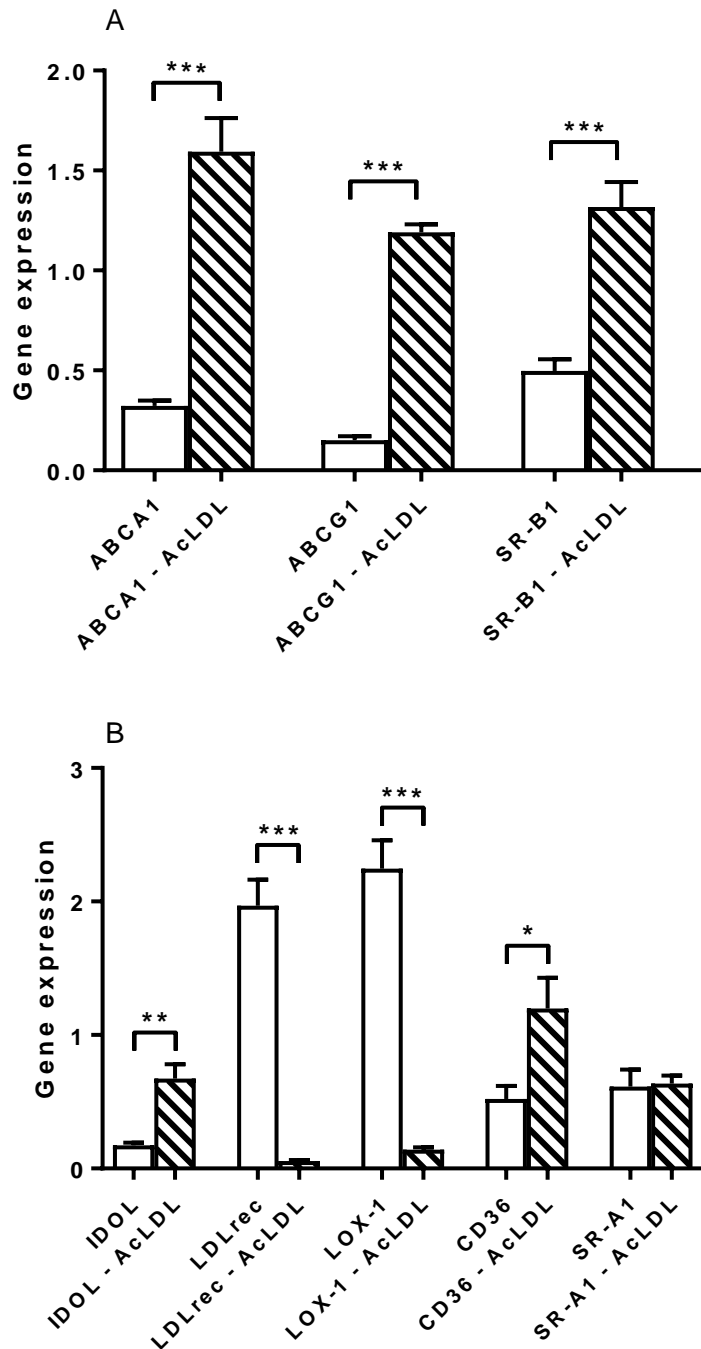 A
2.0
1.5
1.0
0.5
0.0
Gene expression
***
***
***
ABCA1
ABCA1 - AcLDL
ABCG1
ABCG1 - AcLDL
SR-B1
SR-B1 - AcLDL
B
3
2
1
0
Gene expression
**
***
***
*
IDOL
IDOL - AcLDL
LDLrec
LDLrec - AcLDL
LOX-1
LOX-1 - AcLDL
CD36
CD36 - AcLDL
SR-A1
SR-A1 - AcLDL